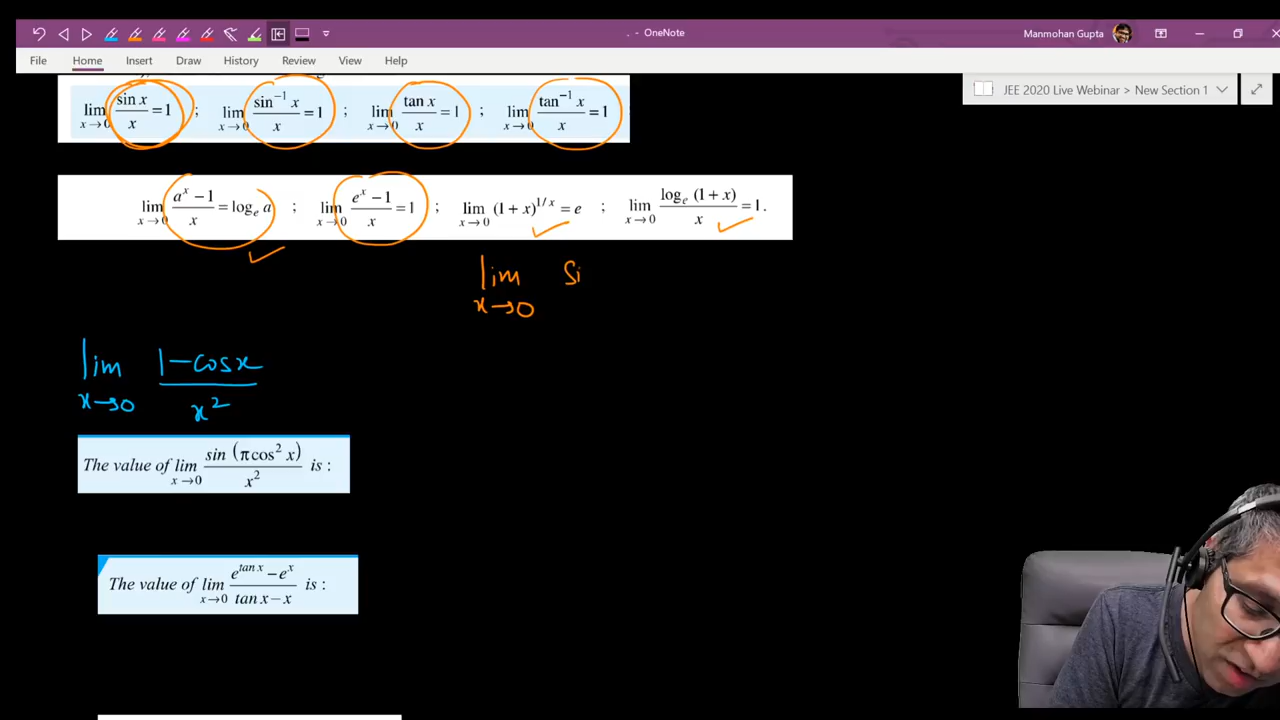 . - OneNote
Manmohan Gupta
File Home Insert Draw History Review View Help
JEE 2020 Live Webinar > New Section 1
lim x→0 sin x / x = 1 ; lim x→0 sin⁻¹ x / x = 1 ; lim x→0 tan x / x = 1 ; lim x→0 tan⁻¹ x / x = 1
lim x→0 (aˣ − 1) / x = logₑ a ; lim x→0 (eˣ − 1) / x = 1 ; lim x→0 (1 + x)^{1/x} = e ; lim x→0 logₑ (1 + x) / x = 1.
lim x→0 Si
lim x→0 (1 − cos x) / x²
The value of lim x→0 sin (π cos² x) / x² is :
The value of lim x→0 (e^{tan x} − eˣ) / (tan x − x) is :